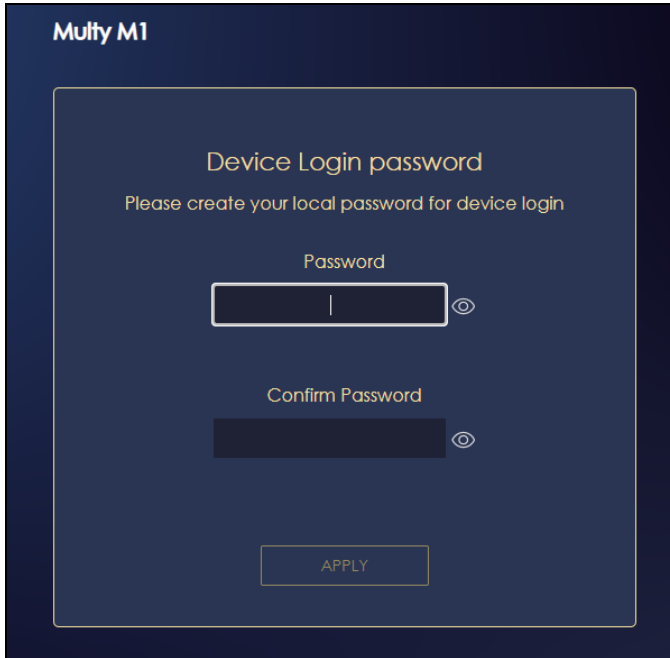 Multy M1
Device Login password
Please create your local password for device login
Password
Confirm Password
APPLY